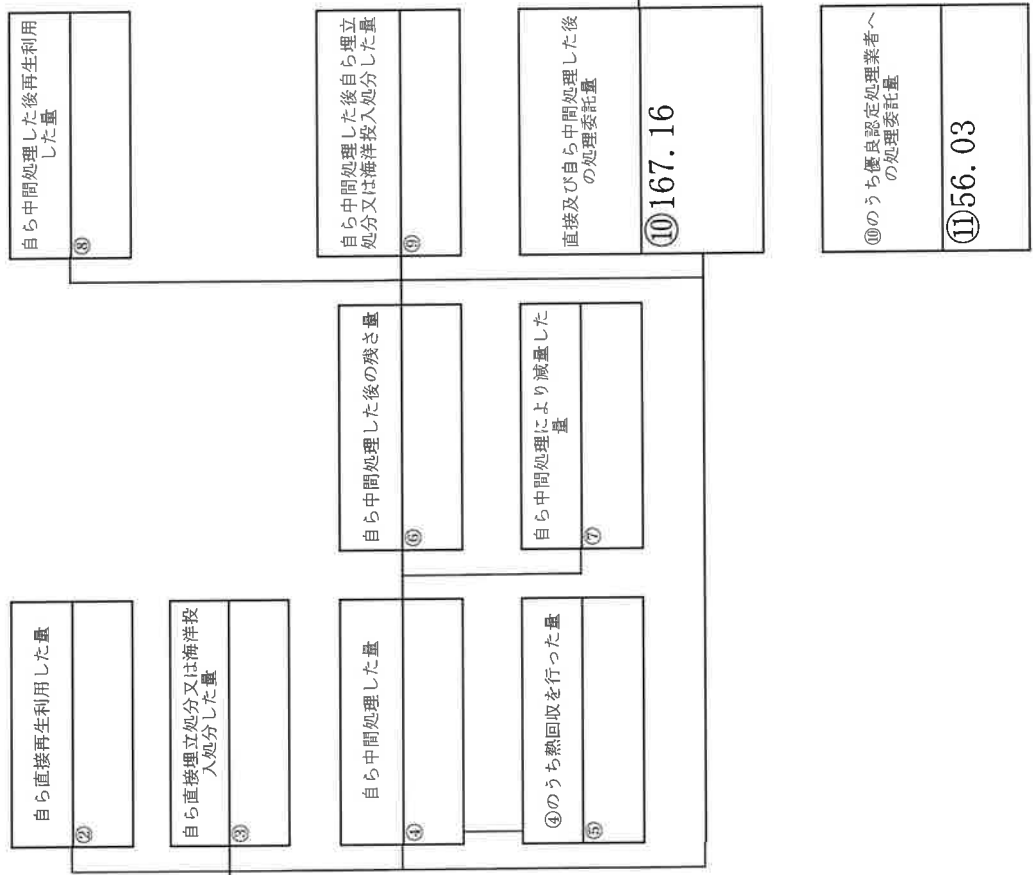 自ら直接再生利用した量
②
自ら直接埋立処分又は海洋投
入処分した量
③
自ら中間処理した量
④
④のうち熱回収を行った量
⑤
自ら中間処理した後の残さ量
⑥
自ら中間処理により減量した
量
⑦
自ら中間処理した後再生利用
した量
⑧
自ら中間処理した後自ら埋立
処分又は海洋投入処分した量
⑨
直接及び自ら中間処理した後
の処理委託量
⑩167.16
⑩のうち優良認定処理業者へ
の処理委託量
⑪56.03